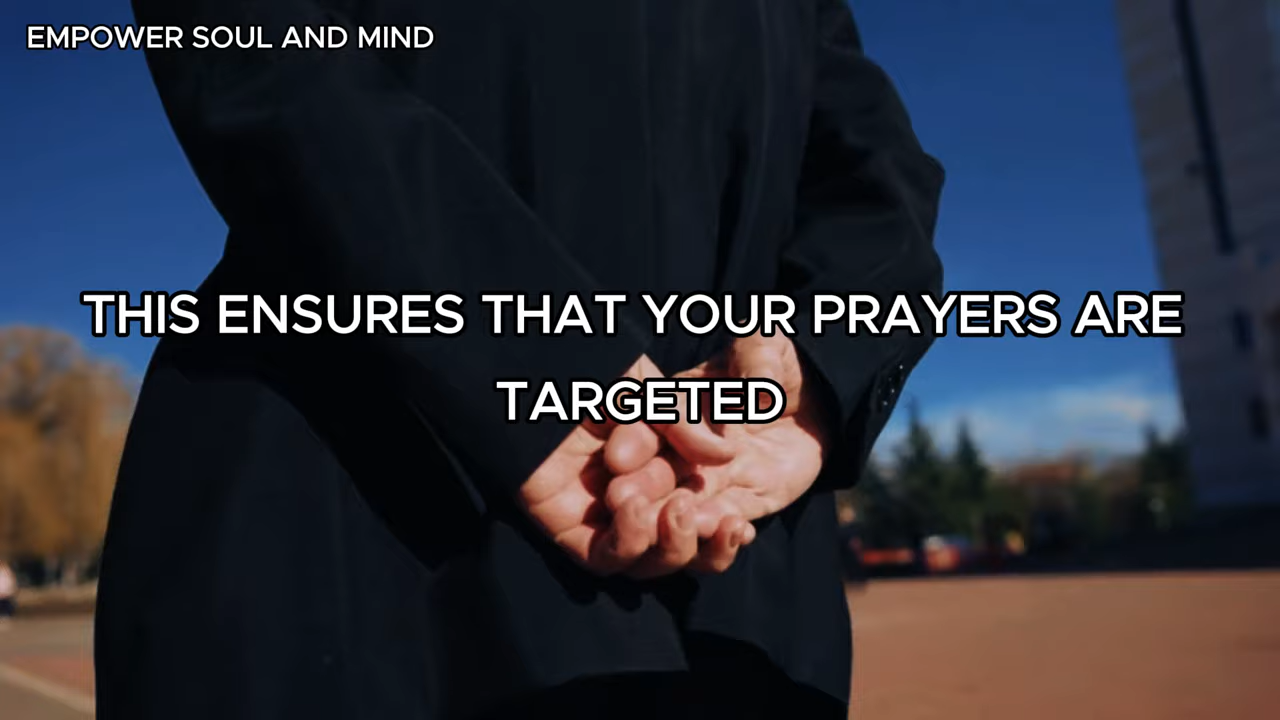 EMPOWER SOUL AND MIND
THIS ENSURES THAT YOUR PRAYERS ARE
TARGETED